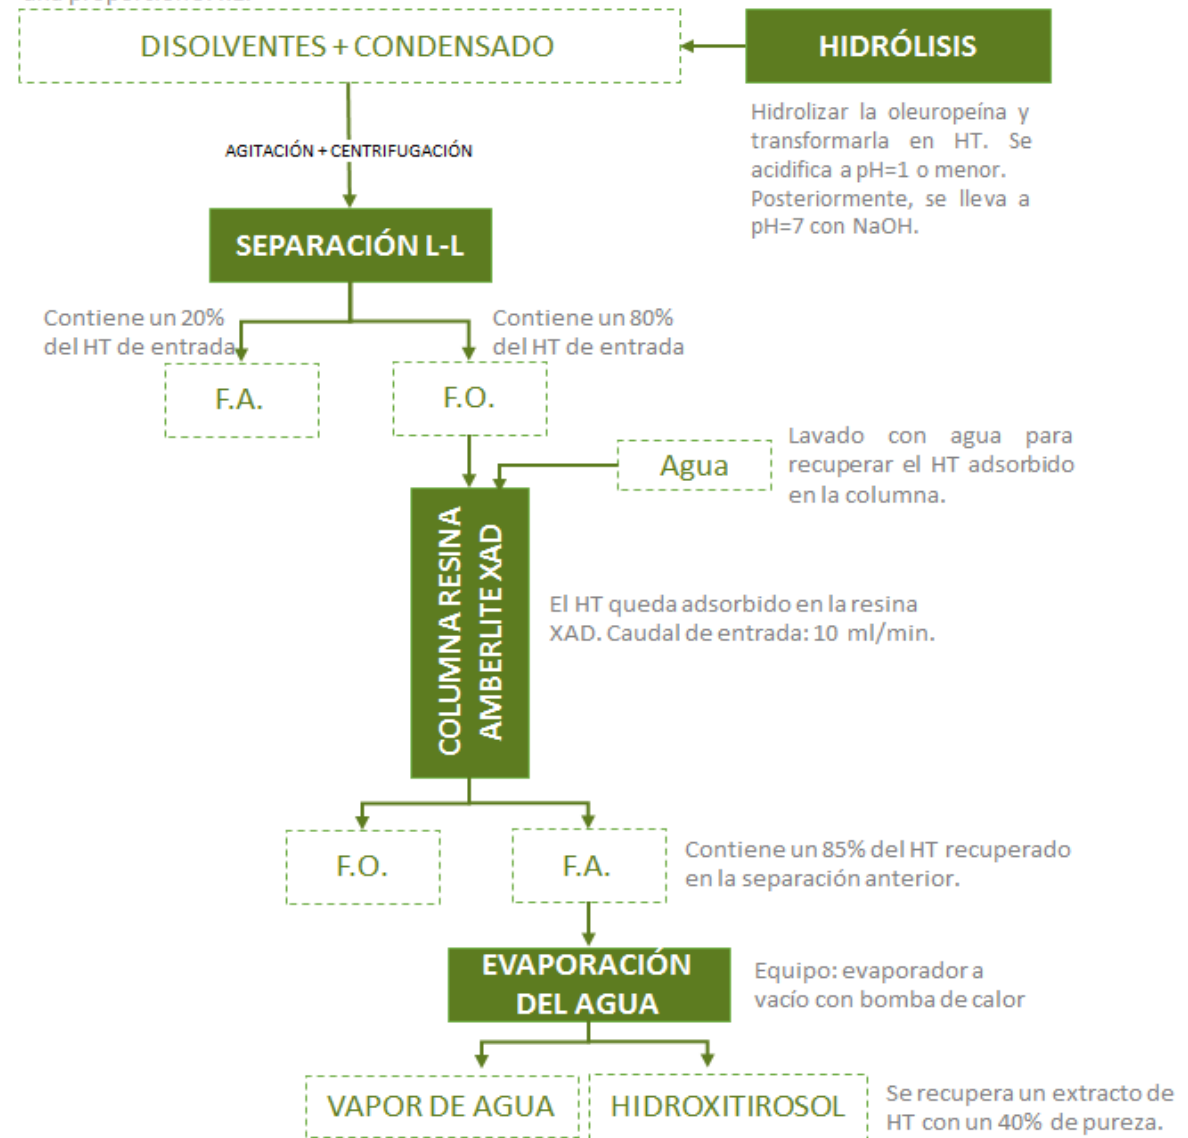 DISOLVENTES + CONDENSADO
HIDRÓLISIS
Hidrolizar la oleuropeína y
transformarla en HT. Se
acidifica a pH=1 o menor.
Posteriormente, se lleva a
pH=7 con NaOH.
AGITACIÓN + CENTRIFUGACIÓN
SEPARACIÓN L-L
Contiene un 20%
del HT de entrada
Contiene un 80%
del HT de entrada
F.A.
F.O.
Agua
Lavado con agua para
recuperar el HT adsorbido
en la columna.
COLUMNA RESINA
AMBERLITE XAD
El HT queda adsorbido en la resina
XAD. Caudal de entrada: 10 ml/min.
F.O.
F.A.
Contiene un 85% del HT recuperado
en la separación anterior.
EVAPORACIÓN
DEL AGUA
Equipo: evaporador a
vacío con bomba de calor
VAPOR DE AGUA
HIDROXITIROSOL
Se recupera un extracto de
HT con un 40% de pureza.